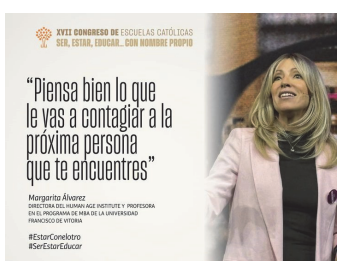 XVII CONGRESO DE ESCUELAS CATÓLICAS
SER, ESTAR, EDUCAR... CON NOMBRE PROPIO
“Piensa bien lo que
le vas a contagiar a la
próxima persona
que te encuentres”
Margarita Álvarez
DIRECTORA DEL HUMAN AGE INSTITUTE Y PROFESORA
EN EL PROGRAMA DE MBA DE LA UNIVERSIDAD
FRANCISCO DE VITORIA
#EstarConelotro
#SerEstarEducar